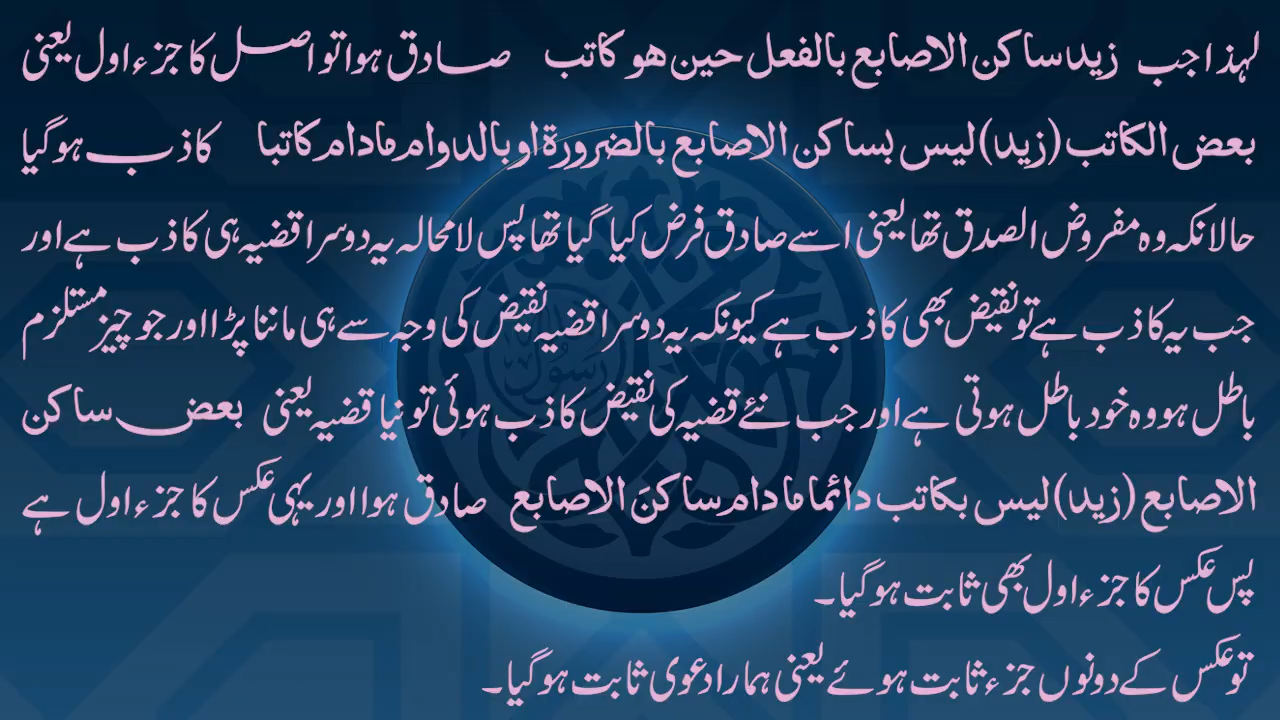 لہذا جب زید ساکن الاصابع بالفعل حین هو کاتب صادق ہوا تو اصل کا جزء اول یعنی
بعض الکاتب (زید) لیس بساکن الاصابع بالضرورة او بالدوام مادام کاتبا کاذب ہو گیا
حالانکہ وہ مفروض الصدق تھا یعنی اسے صادق فرض کیا گیا تھا پس لا محالہ یہ دوسرا قضیہ ہی کاذب ہے اور
جب یہ کاذب ہے تو نقیض بھی کاذب ہے کیونکہ یہ دوسرا قضیہ نقیض کی وجہ سے ہی ماننا پڑا اور جو چیز مستلزم
باطل ہو وہ خود باطل ہوتی ہے اور جب نئے قضیہ کی نقیض کاذب ہوئی تو نیا قضیہ یعنی بعض ساکن
الاصابع (زید) لیس بکاتب دائما مادام ساکنَ الاصابع صادق ہوا اور یہی عکس کا جزء اول ہے
پس عکس کا جزء اول بھی ثابت ہو گیا۔
تو عکس کے دونوں جزء ثابت ہوئے یعنی ہمارا دعوی ثابت ہو گیا۔